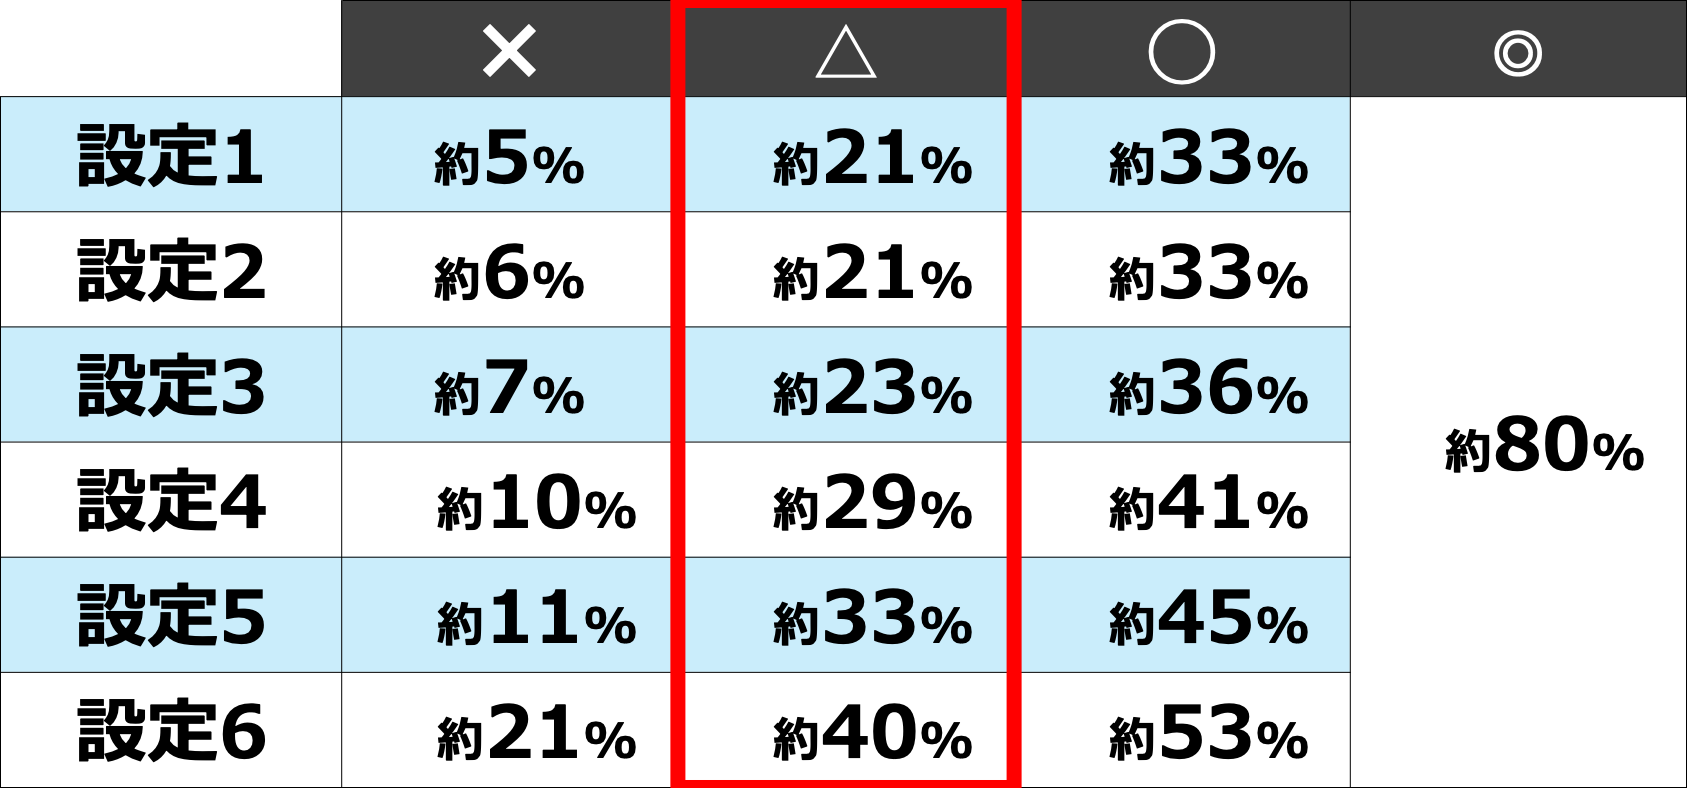 × △ ○ ◎
設定1 約5% 約21% 約33%
設定2 約6% 約21% 約33%
設定3 約7% 約23% 約36%
約80%
設定4 約10% 約29% 約41%
設定5 約11% 約33% 約45%
設定6 約21% 約40% 約53%